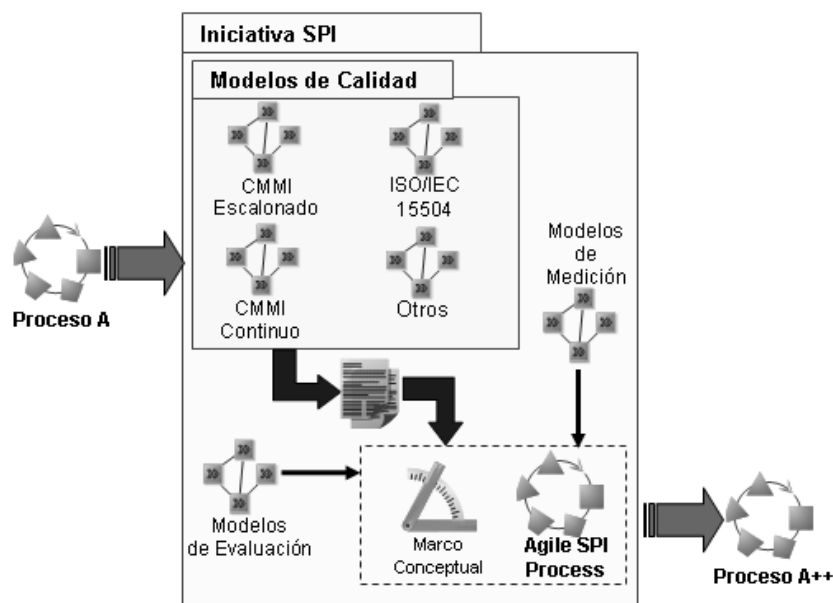 Iniciativa SPI
Modelos de Calidad
CMMI
Escalonado
ISO/IEC
15504
CMMI
Continuo
Otros
Proceso A
Modelos
de
Medición
Modelos
de Evaluación
Marco
Conceptual
Agile SPI
Process
Proceso A++